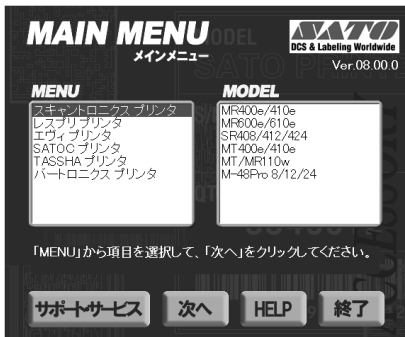 MAIN MENU
メインメニュー
SATO
DCS & Labeling Worldwide
Ver.08.00.0
MENU
スキャントロニクス プリンタ
レスプリ プリンタ
エヴィ プリンタ
SATOC プリンタ
TASSHA プリンタ
バートロニクス プリンタ
MODEL
MR400e/410e
MR600e/610e
SR408/412/424
MT400e/410e
MT/MR110w
M-48Pro 8/12/24
「MENU」から項目を選択して、「次へ」をクリックしてください。
サポートサービス
次へ
HELP
終了